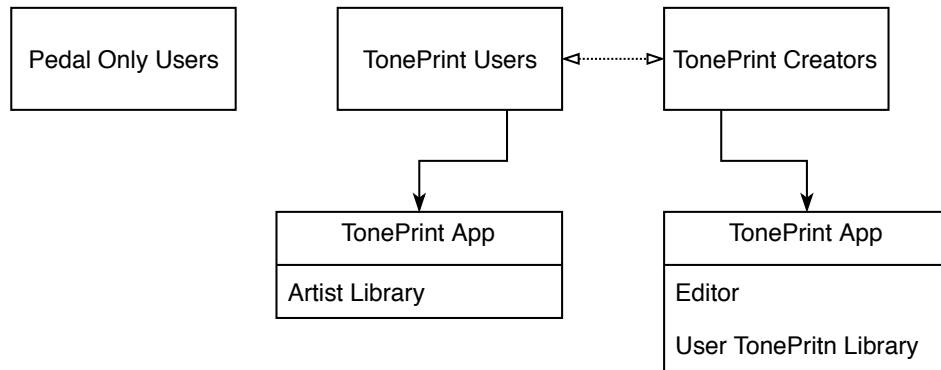 Pedal Only Users
TonePrint Users
TonePrint Creators
TonePrint App
TonePrint App
Artist Library
Editor
User TonePritn Library